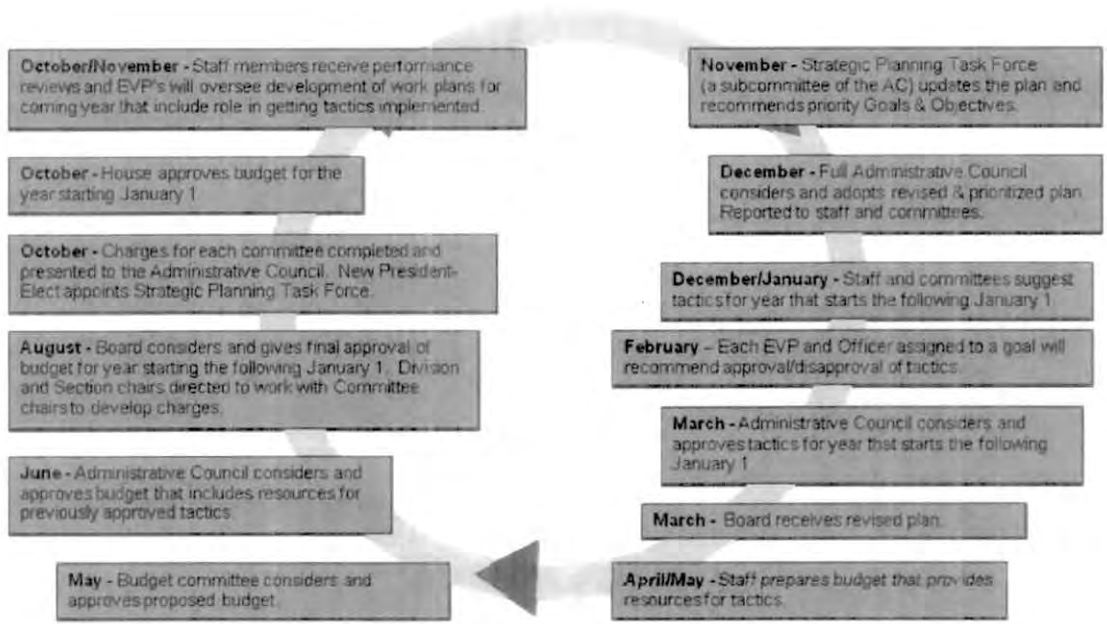 November - Strategic Planning Task Force
(a subcommittee of the AC) updates the plan and
recommends priority Goals & Objectives.
December - Full Administrative Council
considers and adopts revised & prioritized plan
Reported to staff and committees.
December/January - Staff and committees suggest
tactics for year that starts the following January 1
February – Each EVP and Officer assigned to a goal will
recommend approval/disapproval of tactics.
March - Administrative Council considers and
approves tactics for year that starts the following
January 1
March - Board receives revised plan.
April/May - Staff prepares budget that provides
resources for tactics.
May - Budget committee considers and
approves proposed budget.
June - Administrative Council considers and
approves budget that includes resources for
previously approved tactics
August - Board considers and gives final approval of
budget for year starting the following January 1. Division
and Section chairs directed to work with Committee
chairs to develop charges.
October - Charges for each committee completed and
presented to the Administrative Council. New President-
Elect appoints Strategic Planning Task Force.
October - House approves budget for the
year starting January 1
October/November - Staff members receive performance
reviews and EVP's will oversee development of work plans for
coming year that include role in getting tactics implemented.